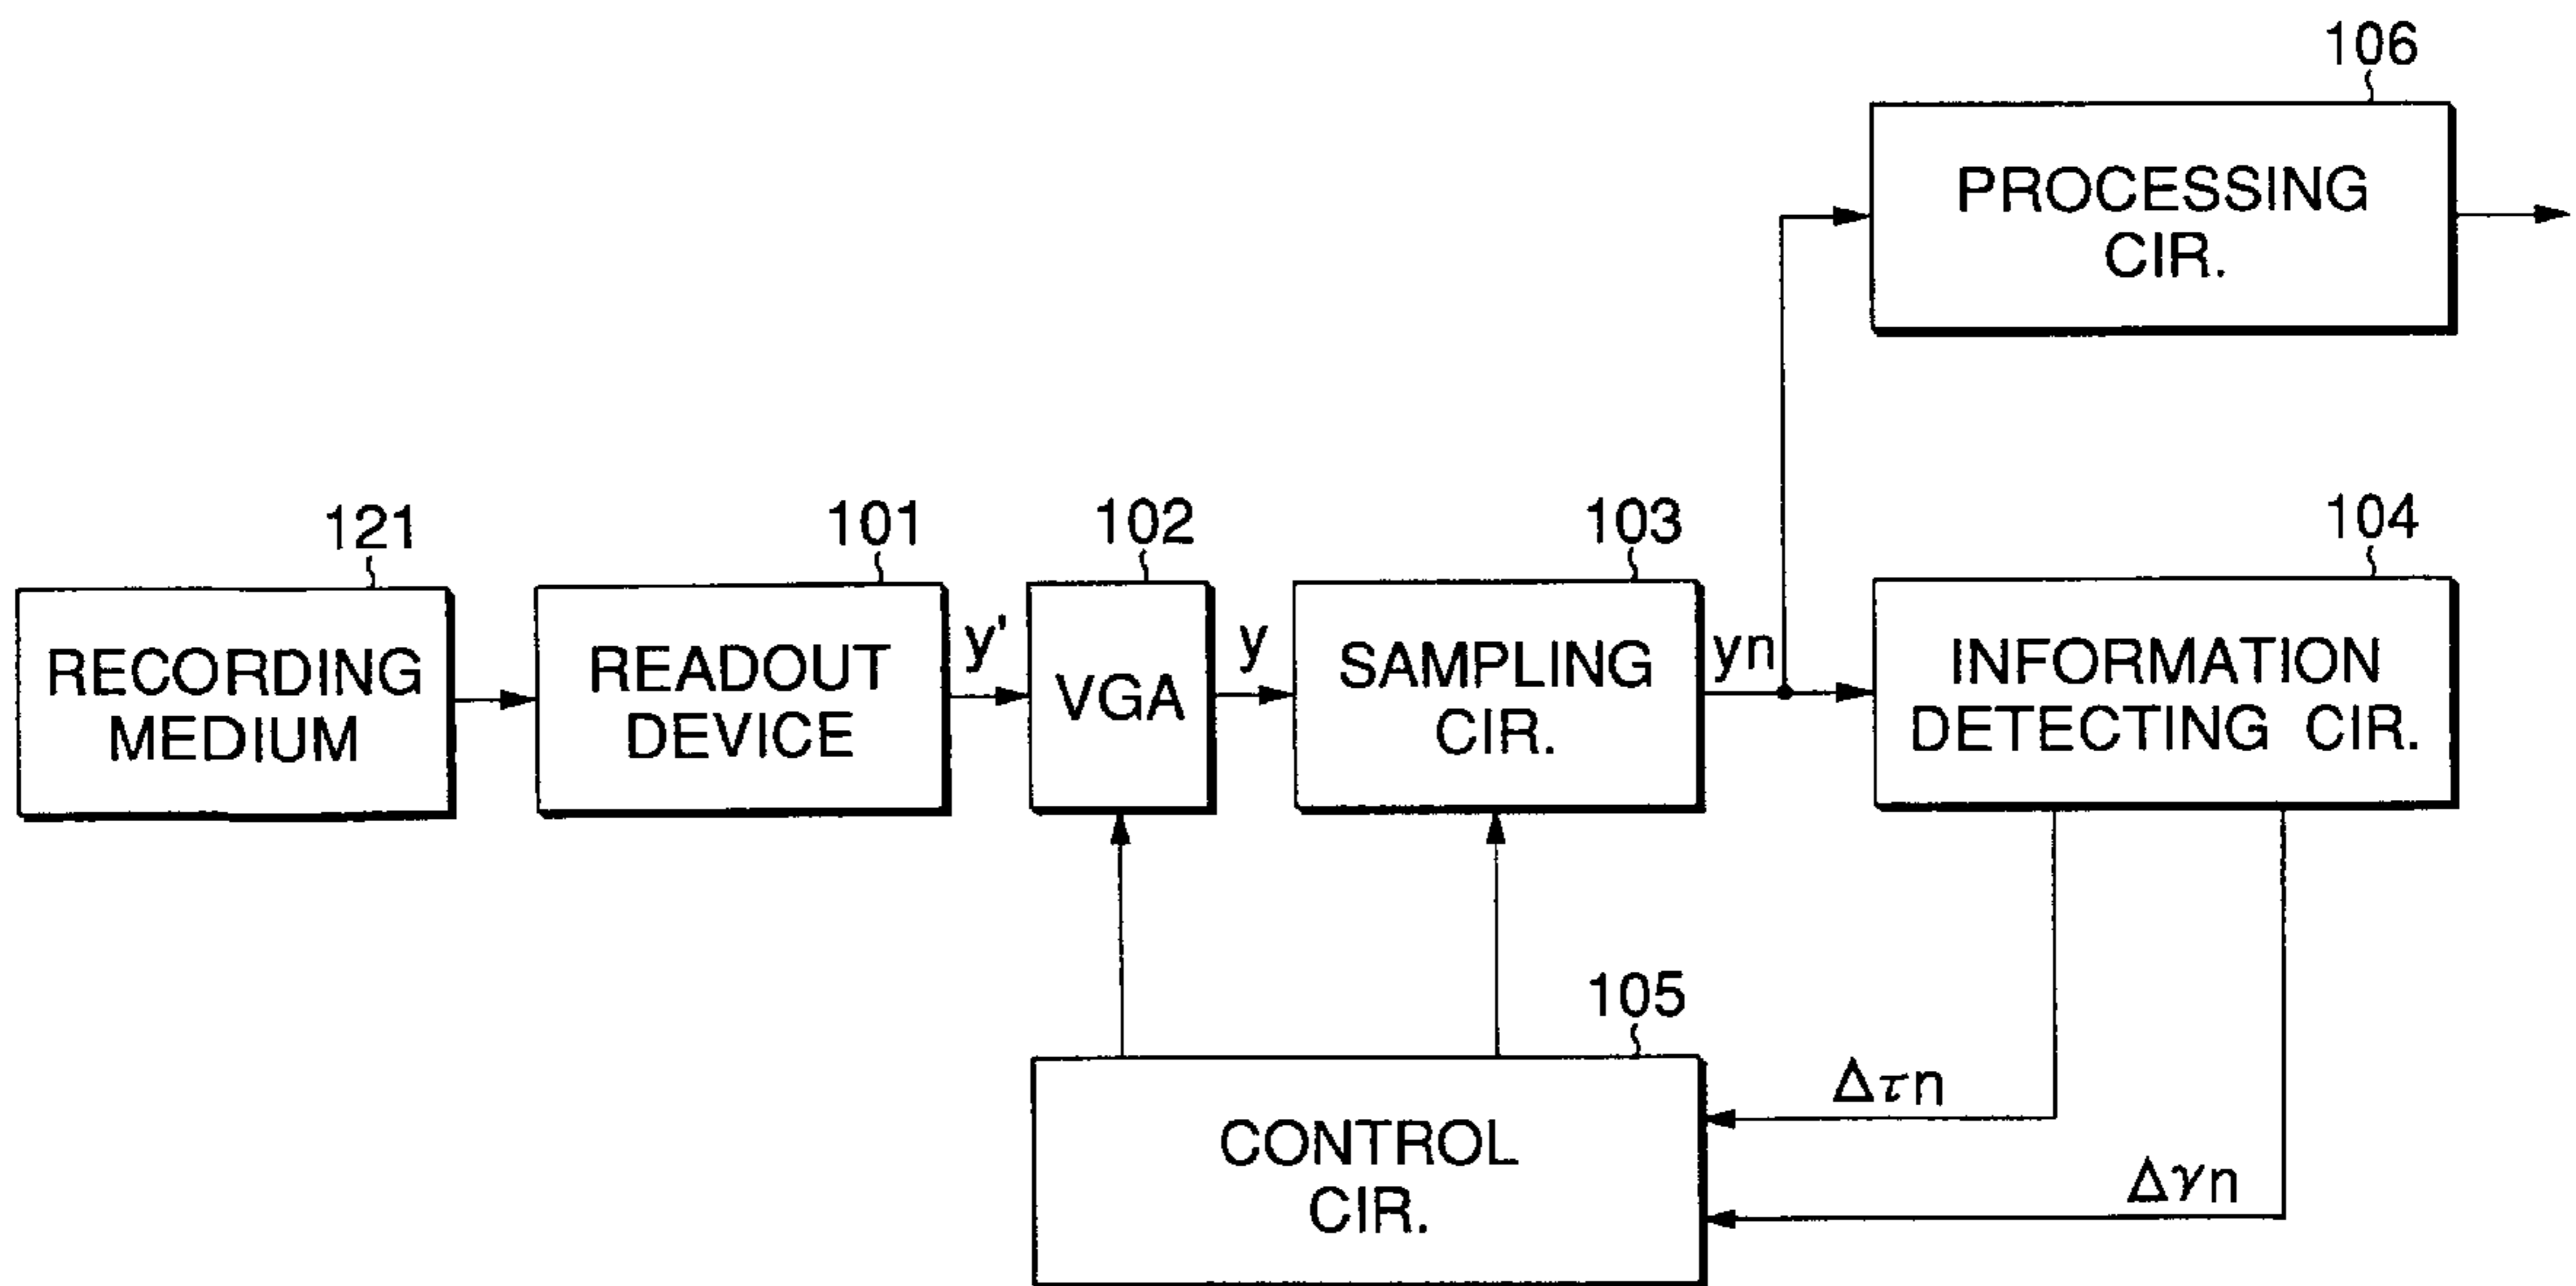 106
PROCESSING
CIR.
121
101
102
103
104
RECORDING
MEDIUM
READOUT
DEVICE
y'
VGA
y
SAMPLING
CIR.
yn
INFORMATION
DETECTING CIR.
105
CONTROL
CIR.
Δτn
Δγn